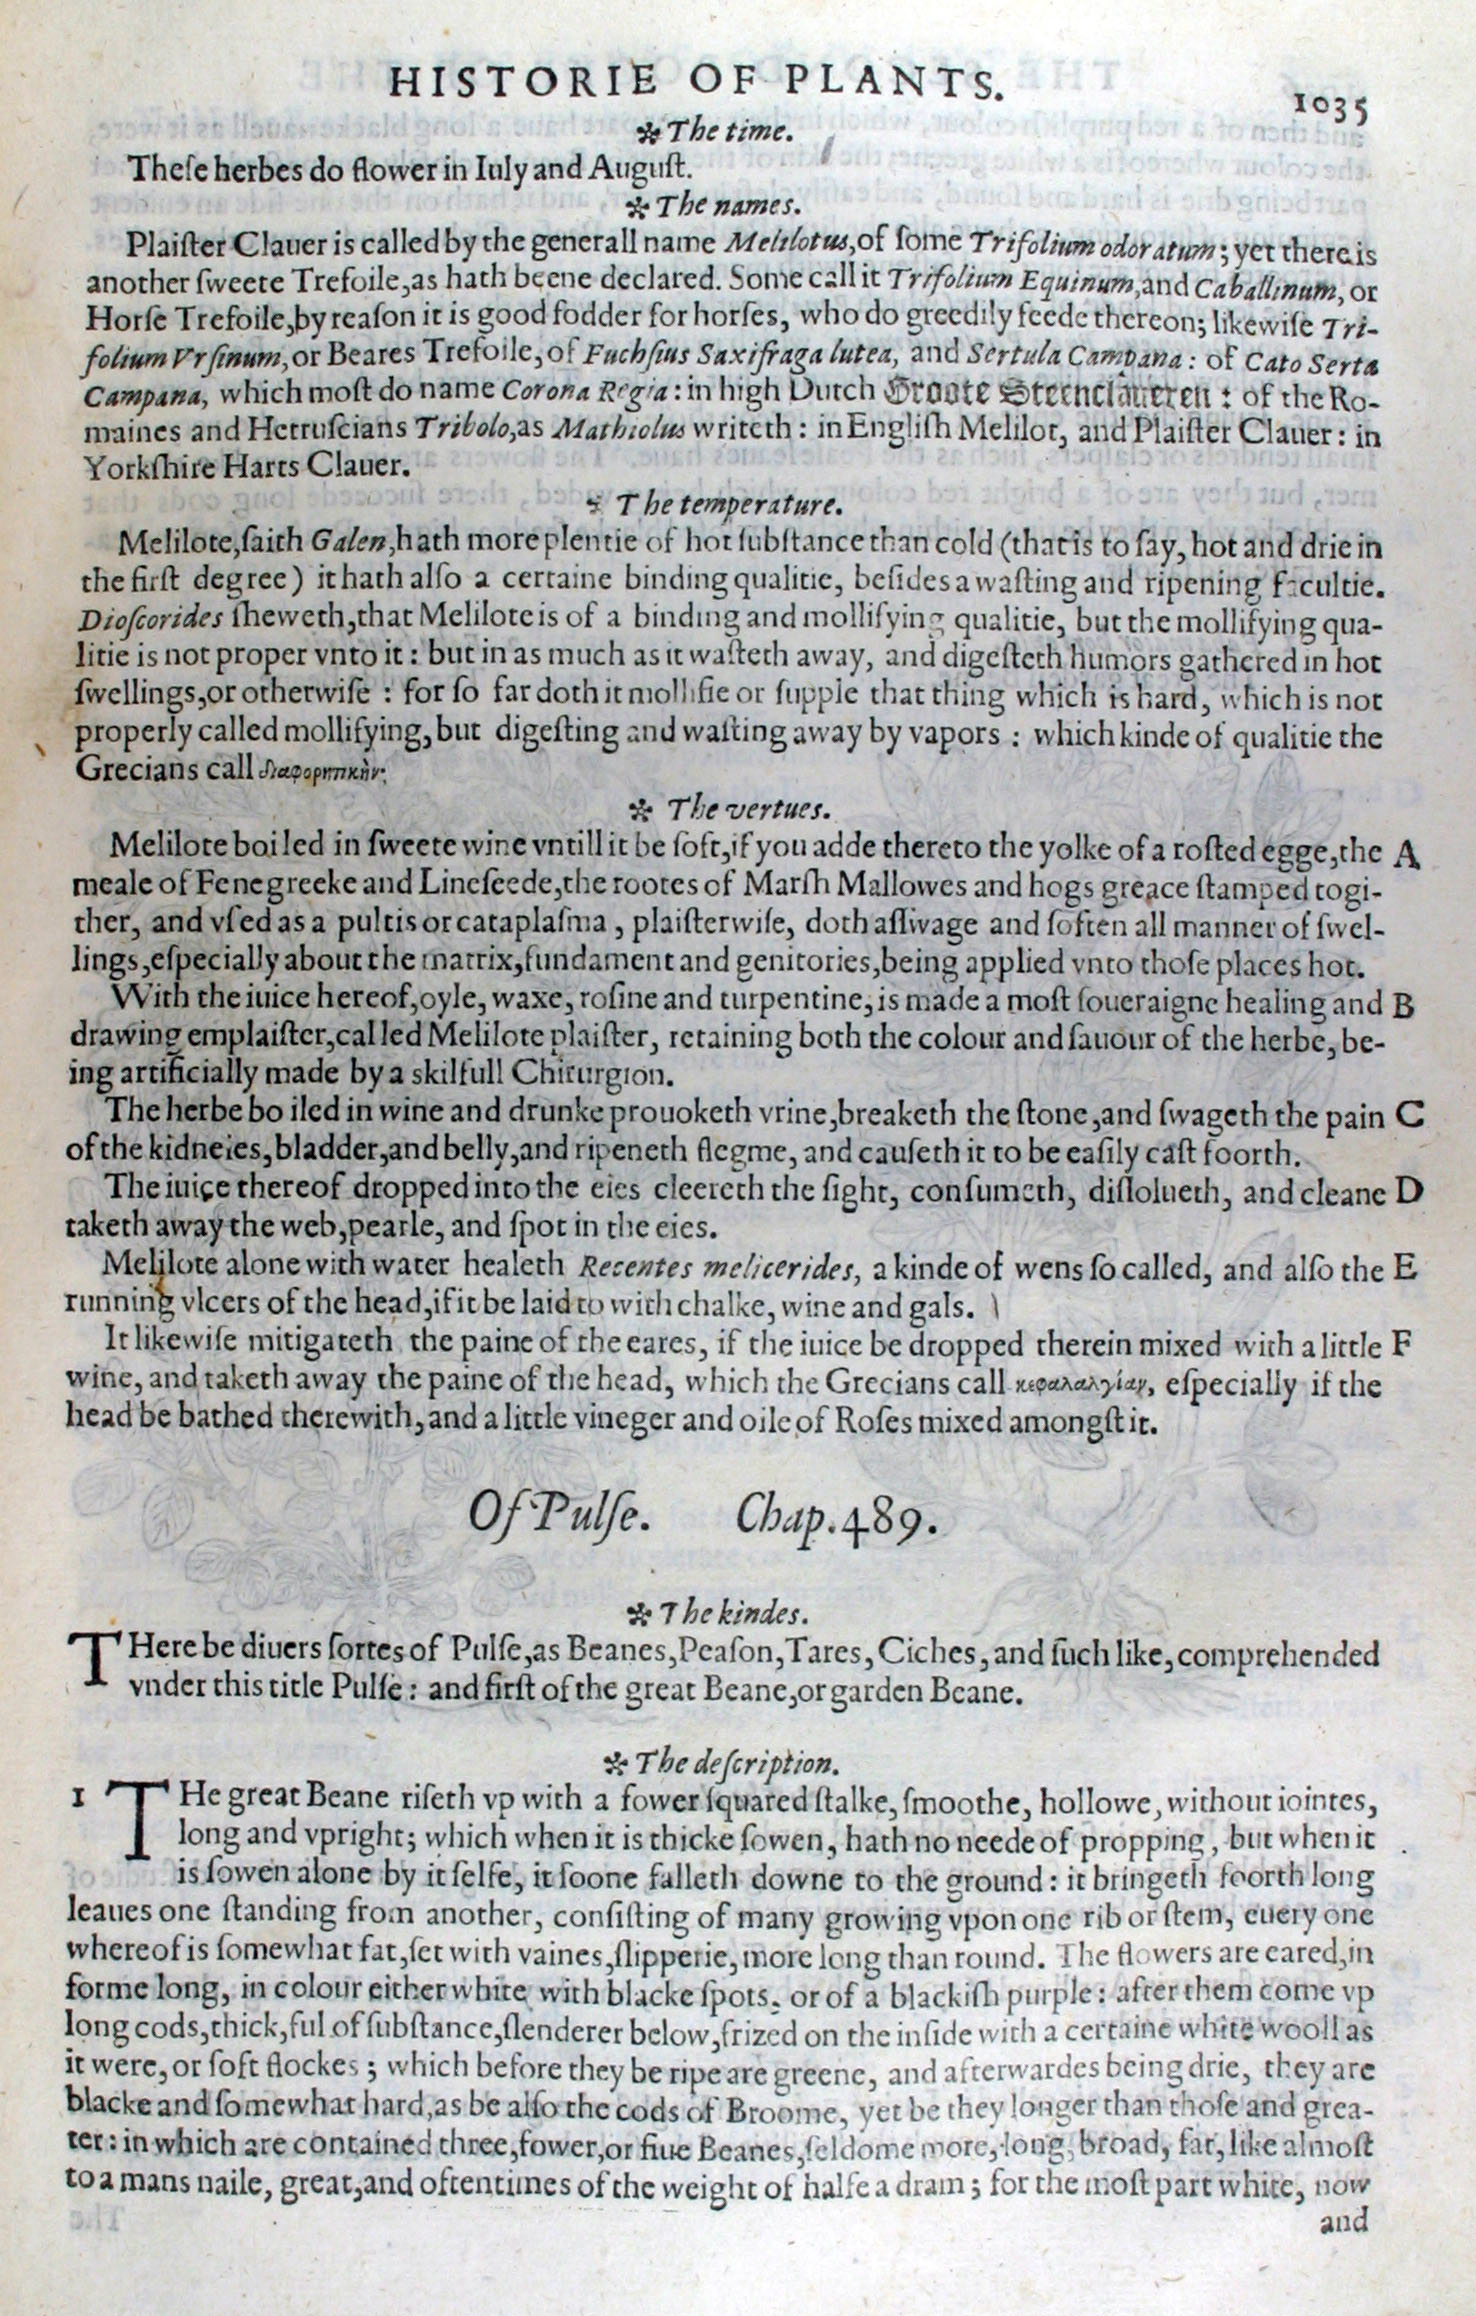 HISTORIE OF PLANTS. 1035
✻ The time.
Theſe herbes do flower in Iuly and Auguſt.
✻ The names.
Plaiſter Clauer is called by the generall name Melilotus, of ſome Trifolium odoratum; yet there is
another ſweete Trefoile, as hath beene declared. Some call it Trifolium Equinum, and Caballinum, or
Horſe Trefoile, by reaſon it is good fodder for horſes, who do greedily feede thereon; likewiſe Tri-
folium Vrſinum, or Beares Trefoile, of Fuchſius Saxifraga lutea, and Sertula Campana: of Cato Serta
Campana, which moſt do name Corona Regia: in high Dutch Groote Steenclaueren: of the Ro-
maines and Hetruſcians Tribolo, as Mathiolus writeth: in Engliſh Melilot, and Plaiſter Clauer: in
Yorkſhire Harts Clauer.
✻ The temperature.
Melilote, ſaith Galen, hath more plentie of hot ſubſtance than cold (that is to ſay, hot and drie in
the firſt degree) it hath alſo a certaine binding qualitie, beſides a waſting and ripening facultie.
Dioſcorides ſheweth, that Melilote is of a binding and mollifying qualitie, but the mollifying qua-
litie is not proper vnto it: but in as much as it waſteth away, and digeſteth humors gathered in hot
ſwellings, or otherwiſe: for ſo far doth it mollifie or ſupple that thing which is hard, which is not
properly called mollifying, but digeſting and waſting away by vapors: which kinde of qualitie the
Grecians call διαφορητικὴν.
✻ The vertues.
Melilote boiled in ſweete wine vntill it be ſoft, if you adde thereto the yolke of a roſted egge, the A
meale of Fenegreeke and Lineſeede, the rootes of Marſh Mallowes and hogs greace ſtamped togi-
ther, and vſed as a pultis or cataplaſma, plaiſterwiſe, doth aſſwage and ſoften all manner of ſwel-
lings, eſpecially about the matrix, fundament and genitories, being applied vnto thoſe places hot.
With the iuice hereof, oyle, waxe, roſine and turpentine, is made a moſt ſoueraigne healing and B
drawing emplaiſter, called Melilote plaiſter, retaining both the colour and ſauour of the herbe, be-
ing artificially made by a skilfull Chirurgion.
The herbe boiled in wine and drunke prouoketh vrine, breaketh the ſtone, and ſwageth the pain C
of the kidneies, bladder, and belly, and ripeneth flegme, and cauſeth it to be eaſily caſt foorth.
The iuice thereof dropped into the eies cleereth the ſight, conſumeth, diſſolueth, and cleane D
taketh away the web, pearle, and ſpot in the eies.
Melilote alone with water healeth Recentes melicerides, a kinde of wens ſo called, and alſo the E
running vlcers of the head, if it be laid to with chalke, wine and gals.
It likewiſe mitigateth the paine of the eares, if the iuice be dropped therein mixed with a little F
wine, and taketh away the paine of the head, which the Grecians call κεφαλαλγίαν, eſpecially if the
head be bathed therewith, and a little vineger and oile of Roſes mixed amongſt it.
Of Pulſe. Chap. 489.
✻ The kindes.
THere be diuers ſortes of Pulſe, as Beanes, Peaſon, Tares, Ciches, and ſuch like, comprehended
vnder this title Pulſe: and firſt of the great Beane, or garden Beane.
✻ The deſcription.
1 THe great Beane riſeth vp with a fower ſquared ſtalke, ſmoothe, hollowe, without iointes,
long and vpright; which when it is thicke ſowen, hath no neede of propping, but when it
is ſowen alone by it ſelfe, it ſoone falleth downe to the ground: it bringeth foorth long
leaues one ſtanding from another, conſiſting of many growing vpon one rib or ſtem, euery one
whereof is ſomewhat fat, ſet with vaines, ſlipperie, more long than round. The flowers are eared, in
forme long, in colour either white with blacke ſpots, or of a blackiſh purple: after them come vp
long cods, thick, ful of ſubſtance, ſlenderer below, frized on the inſide with a certaine white wooll as
it were, or ſoft flockes; which before they be ripe are greene, and afterwardes being drie, they are
blacke and ſomewhat hard, as be alſo the cods of Broome, yet be they longer than thoſe and grea-
ter: in which are contained three, fower, or fiue Beanes, ſeldome more, long, broad, fat, like almoſt
to a mans naile, great, and oftentimes of the weight of halfe a dram; for the moſt part white, now
and